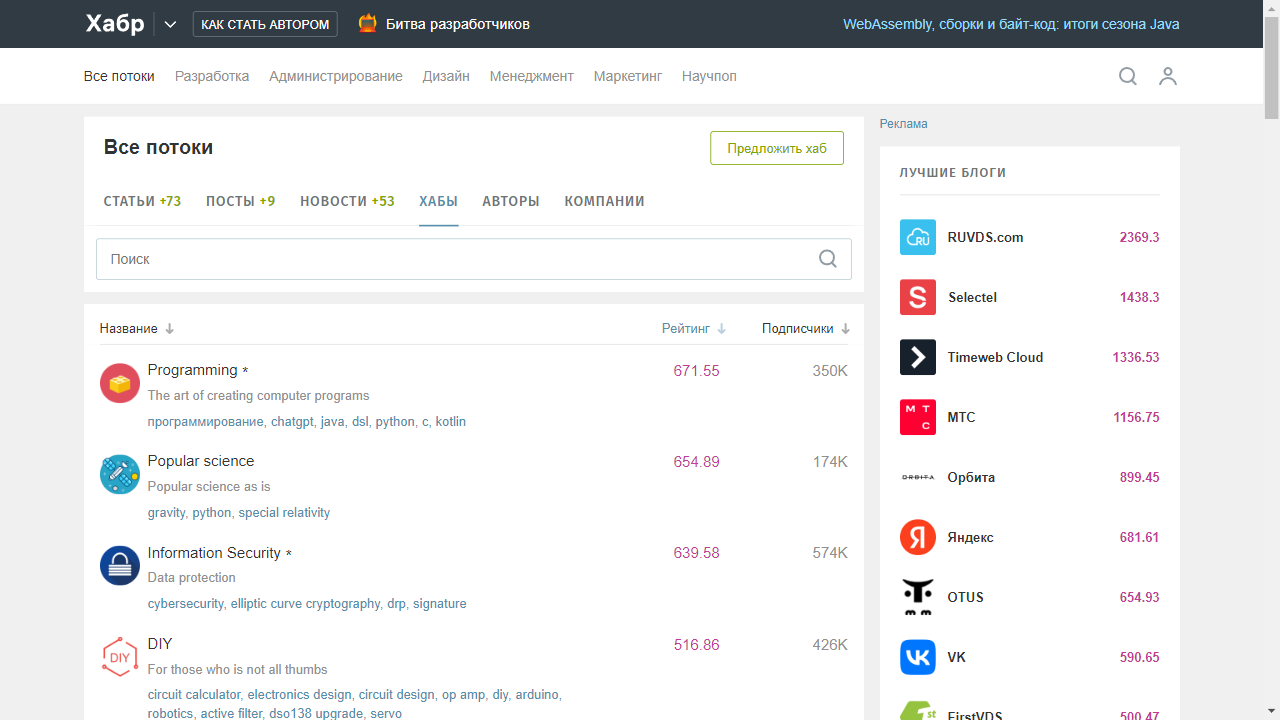 Хабр
КАК СТАТЬ АВТОРОМ
Битва разработчиков
WebAssembly, сборки и байт-код: итоги сезона Java
Все потоки Разработка Администрирование Дизайн Менеджмент Маркетинг Научпоп
Все потоки
Предложить хаб
СТАТЬИ +73 ПОСТЫ +9 НОВОСТИ +53 ХАБЫ АВТОРЫ КОМПАНИИ
Поиск
Название Рейтинг Подписчики
Programming * 671.55 350K
The art of creating computer programs
программирование, chatgpt, java, dsl, python, c, kotlin
Popular science 654.89 174K
Popular science as is
gravity, python, special relativity
Information Security * 639.58 574K
Data protection
cybersecurity, elliptic curve cryptography, drp, signature
DIY
DIY 516.86 426K
For those who is not all thumbs
circuit calculator, electronics design, circuit design, op amp, diy, arduino,
robotics, active filter, dso138 upgrade, servo
Реклама
ЛУЧШИЕ БЛОГИ
RU RUVDS.com 2369.3
S Selectel 1438.3
Timeweb Cloud 1336.53
МТС МТС 1156.75
ORBITA Орбита 899.45
Я Яндекс 681.61
OTUS 654.93
VK VK 590.65
st FirstVDS 500.47